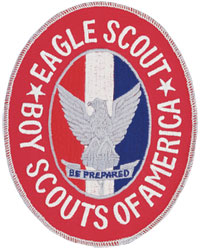 EAGLE SCOUT
BE PREPARED
BOY SCOUTS OF AMERICA